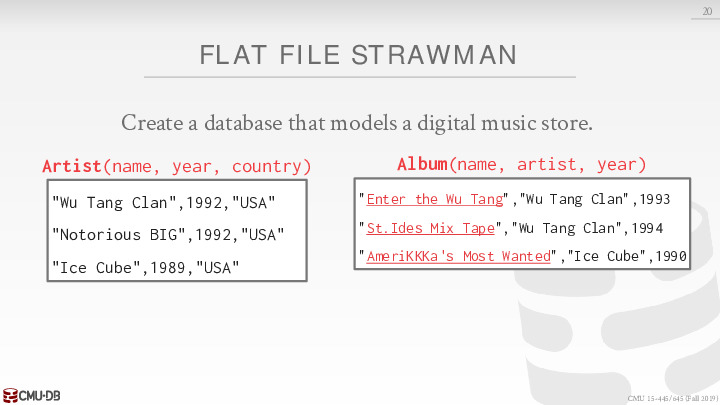 20
FLAT FILE STRAWMAN
Create a database that models a digital music store.
Artist(name, year, country)
"Wu Tang Clan",1992,"USA"
"Notorious BIG",1992,"USA"
"Ice Cube",1989,"USA"
Album(name, artist, year)
"Enter the Wu Tang","Wu Tang Clan",1993
"St.Ides Mix Tape","Wu Tang Clan",1994
"AmeriKKKa's Most Wanted","Ice Cube",1990
CMU·DB
CMU 15-445/645 (Fall 2019)